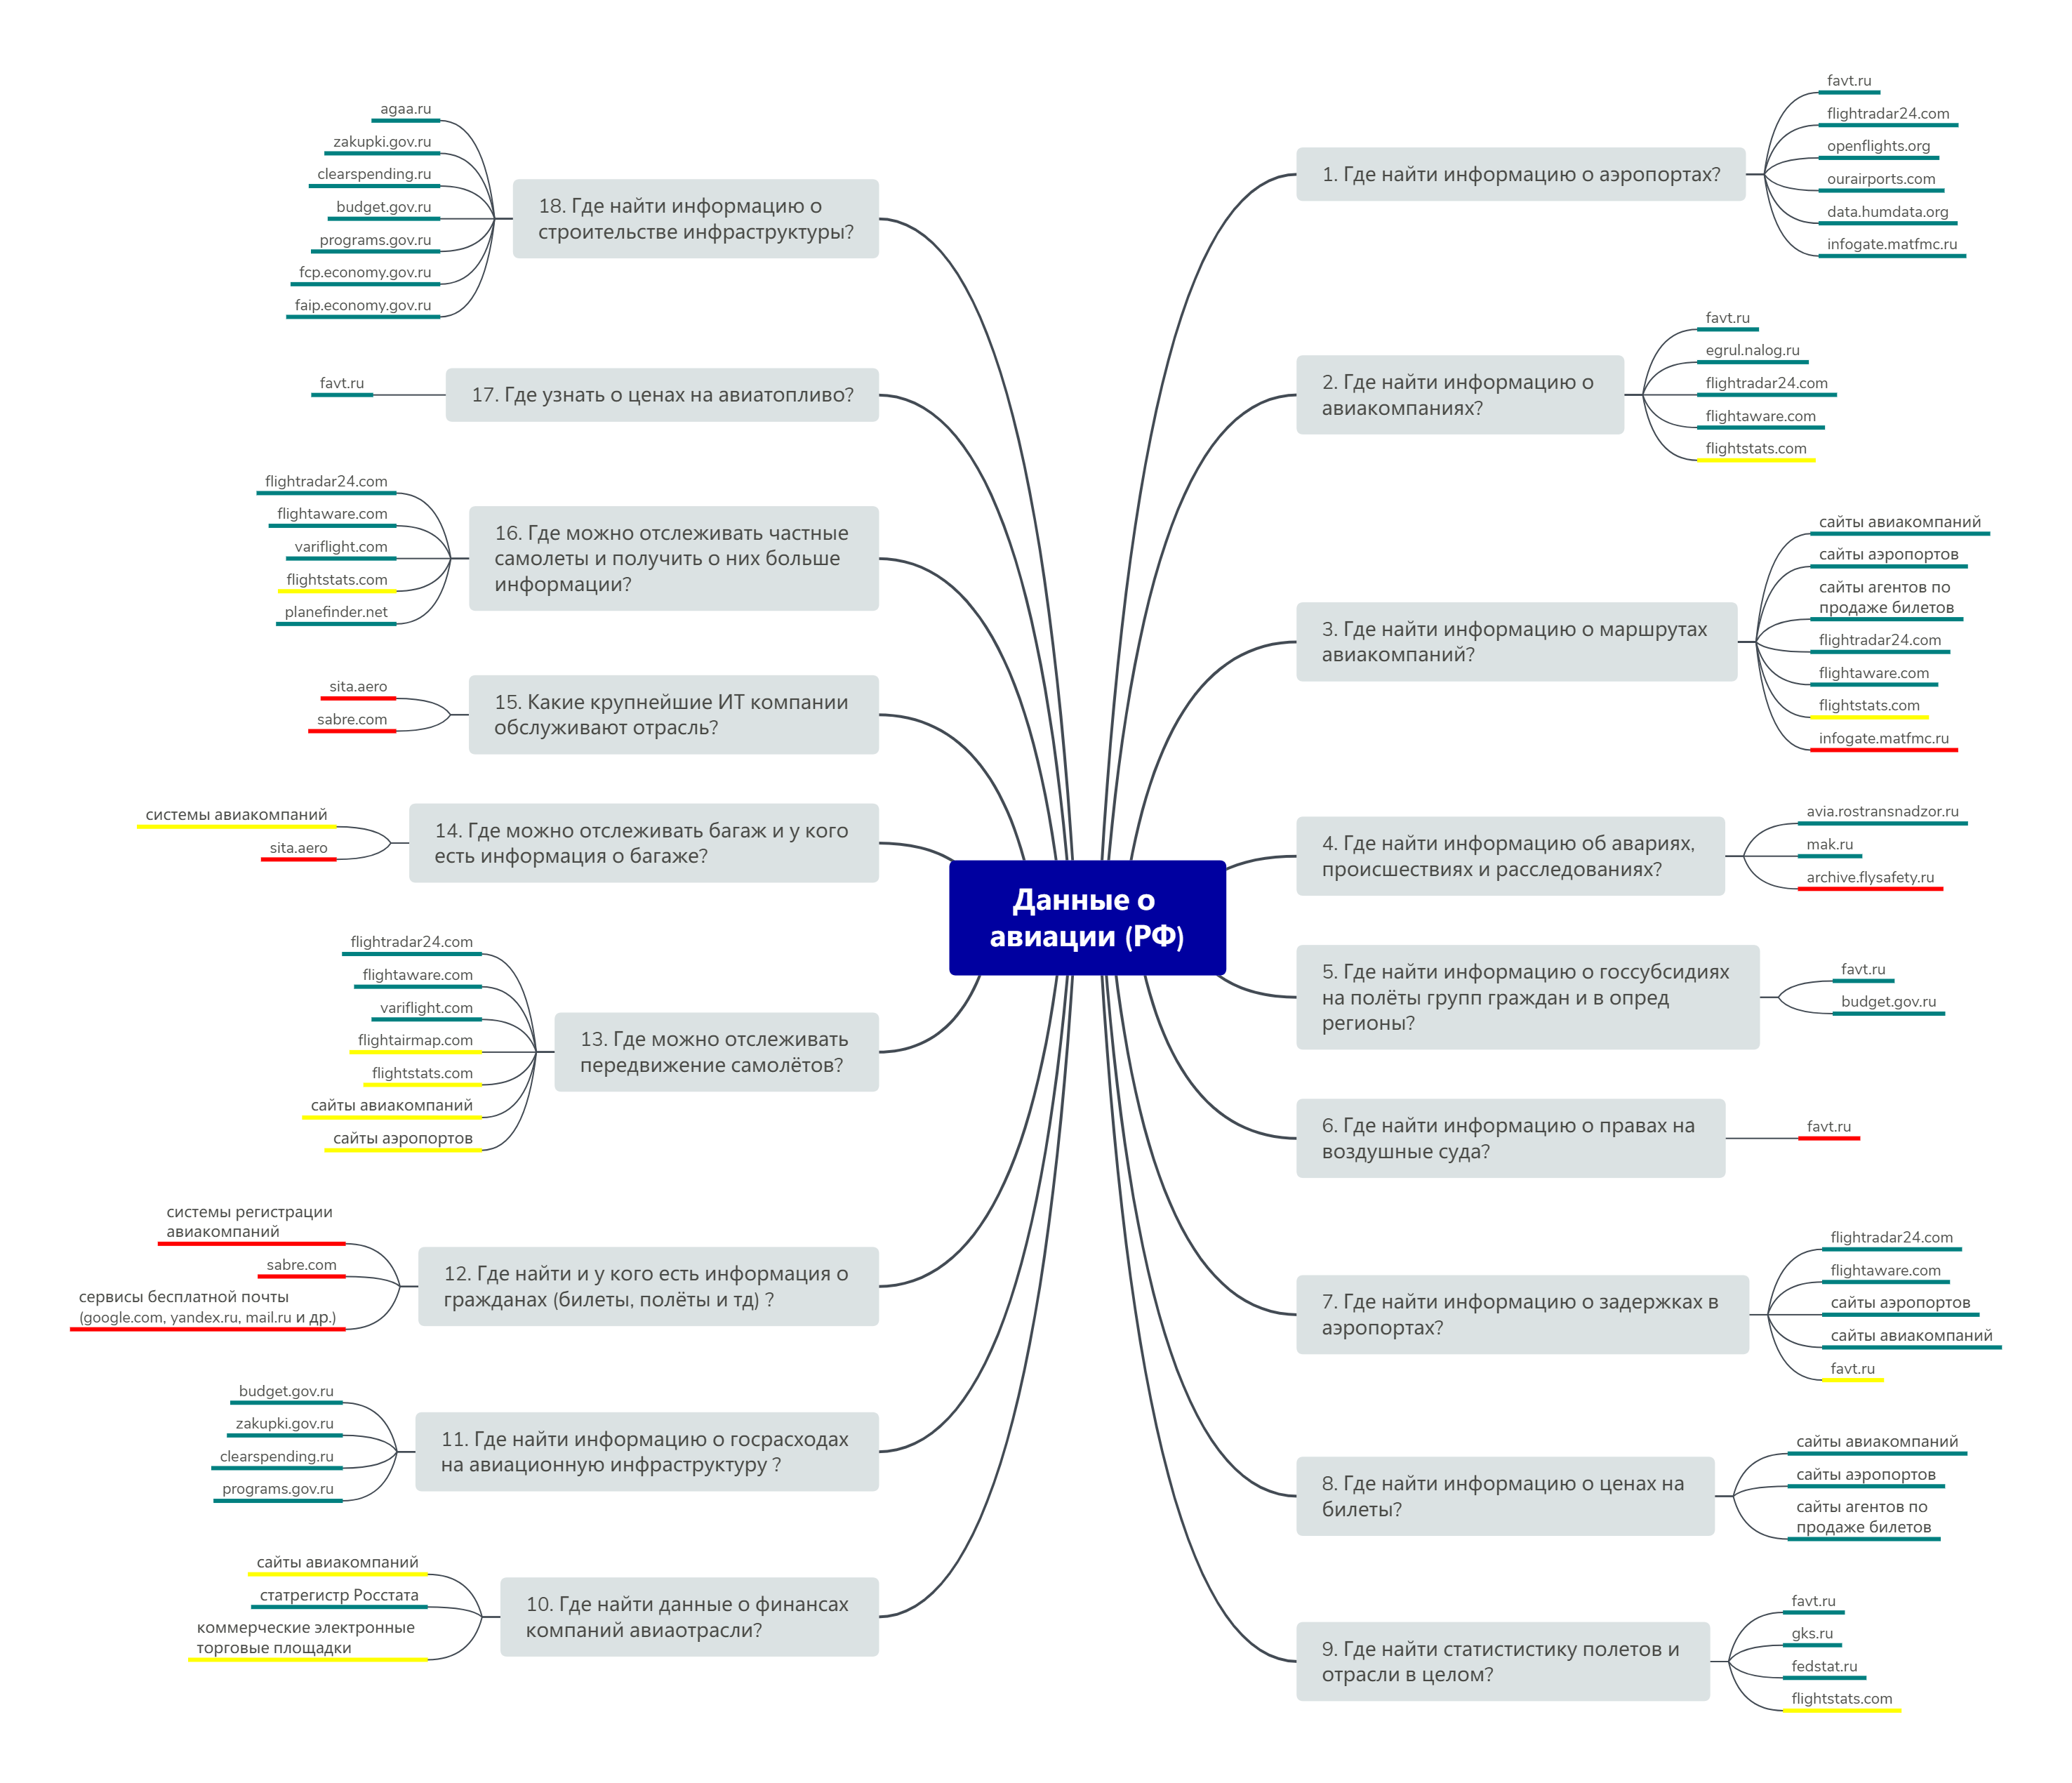 Данные о
авиации (РФ)
1. Где найти информацию о аэропортах?
favt.ru
flightradar24.com
openflights.org
ourairports.com
data.humdata.org
infogate.matfmc.ru
2. Где найти информацию о
авиакомпаниях?
favt.ru
egrul.nalog.ru
flightradar24.com
flightaware.com
flightstats.com
3. Где найти информацию о маршрутах
авиакомпаний?
сайты авиакомпаний
сайты аэропортов
сайты агентов по
продаже билетов
flightradar24.com
flightaware.com
flightstats.com
infogate.matfmc.ru
4. Где найти информацию об авариях,
происшествиях и расследованиях?
avia.rostransnadzor.ru
mak.ru
archive.flysafety.ru
5. Где найти информацию о госсубсидиях
на полёты групп граждан и в опред
регионы?
favt.ru
budget.gov.ru
6. Где найти информацию о правах на
воздушные суда?
favt.ru
7. Где найти информацию о задержках в
аэропортах?
flightradar24.com
flightaware.com
сайты аэропортов
сайты авиакомпаний
favt.ru
8. Где найти информацию о ценах на
билеты?
сайты авиакомпаний
сайты аэропортов
сайты агентов по
продаже билетов
9. Где найти статистистику полетов и
отрасли в целом?
favt.ru
gks.ru
fedstat.ru
flightstats.com
10. Где найти данные о финансах
компаний авиаотрасли?
сайты авиакомпаний
статрегистр Росстата
коммерческие электронные
торговые площадки
11. Где найти информацию о госрасходах
на авиационную инфраструктуру ?
budget.gov.ru
zakupki.gov.ru
clearspending.ru
programs.gov.ru
12. Где найти и у кого есть информация о
гражданах (билеты, полёты и тд) ?
системы регистрации
авиакомпаний
sabre.com
сервисы бесплатной почты
(google.com, yandex.ru, mail.ru и др.)
13. Где можно отслеживать
передвижение самолётов?
flightradar24.com
flightaware.com
variflight.com
flightairmap.com
flightstats.com
сайты авиакомпаний
сайты аэропортов
14. Где можно отслеживать багаж и у кого
есть информация о багаже?
системы авиакомпаний
sita.aero
15. Какие крупнейшие ИТ компании
обслуживают отрасль?
sita.aero
sabre.com
16. Где можно отслеживать частные
самолеты и получить о них больше
информации?
flightradar24.com
flightaware.com
variflight.com
flightstats.com
planefinder.net
17. Где узнать о ценах на авиатопливо?
favt.ru
18. Где найти информацию о
строительстве инфраструктуры?
agaa.ru
zakupki.gov.ru
clearspending.ru
budget.gov.ru
programs.gov.ru
fcp.economy.gov.ru
faip.economy.gov.ru